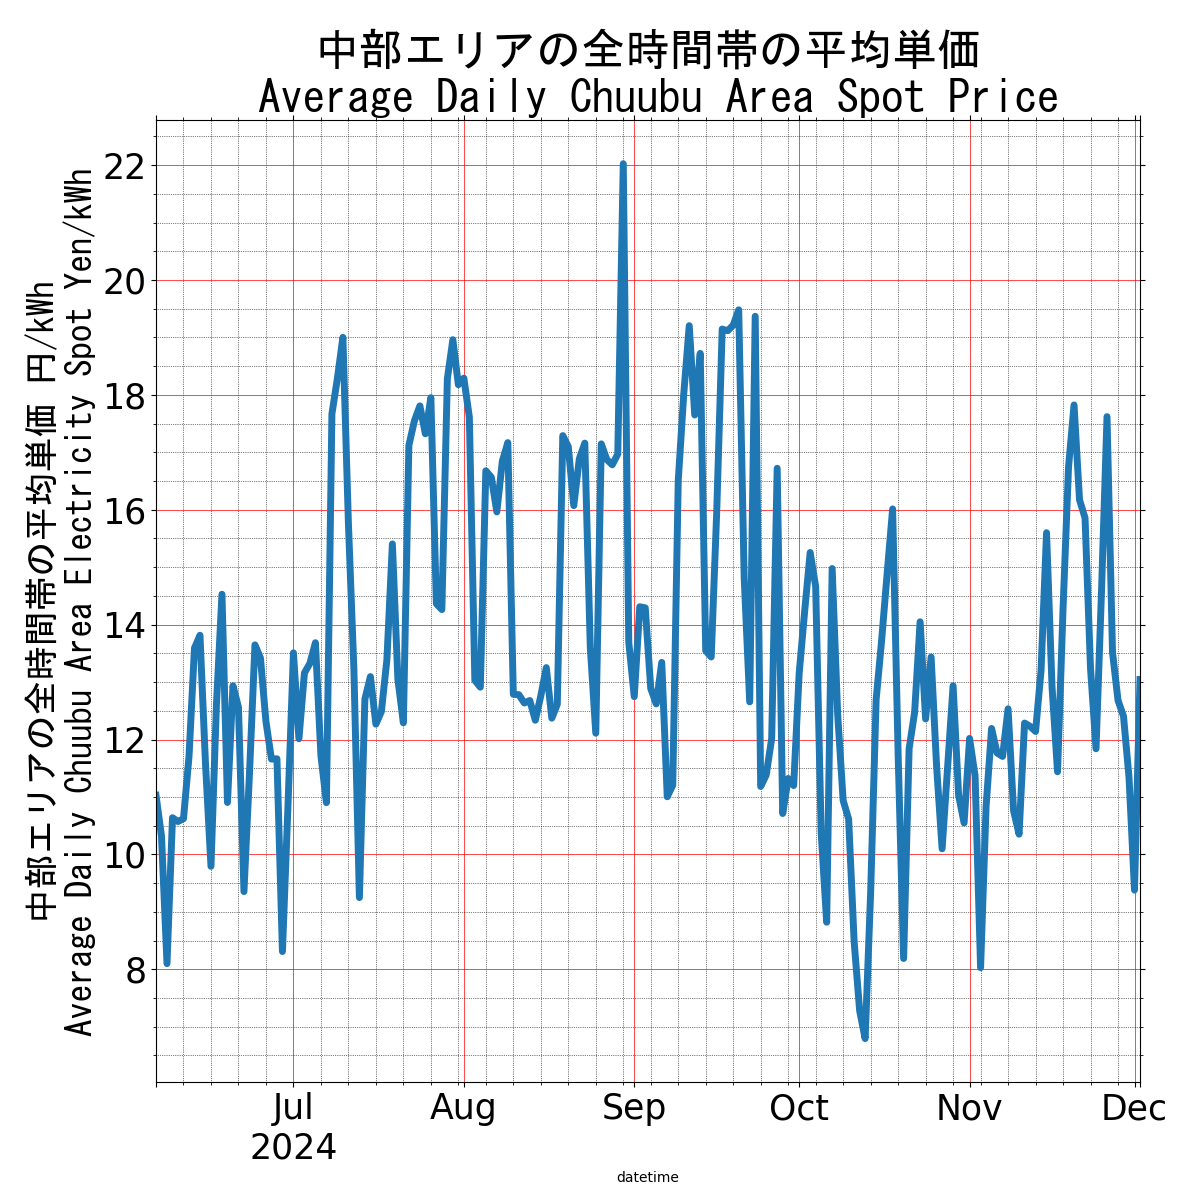 中部エリアの全時間帯の平均単価
Average Daily Chuubu Area Spot Price
中部エリアの全時間帯の平均単価 円/kWh
Average Daily Chuubu Area Electricity Spot Yen/kWh
22
20
18
16
14
12
10
8
Jul
2024
Aug
Sep
Oct
Nov
Dec
datetime